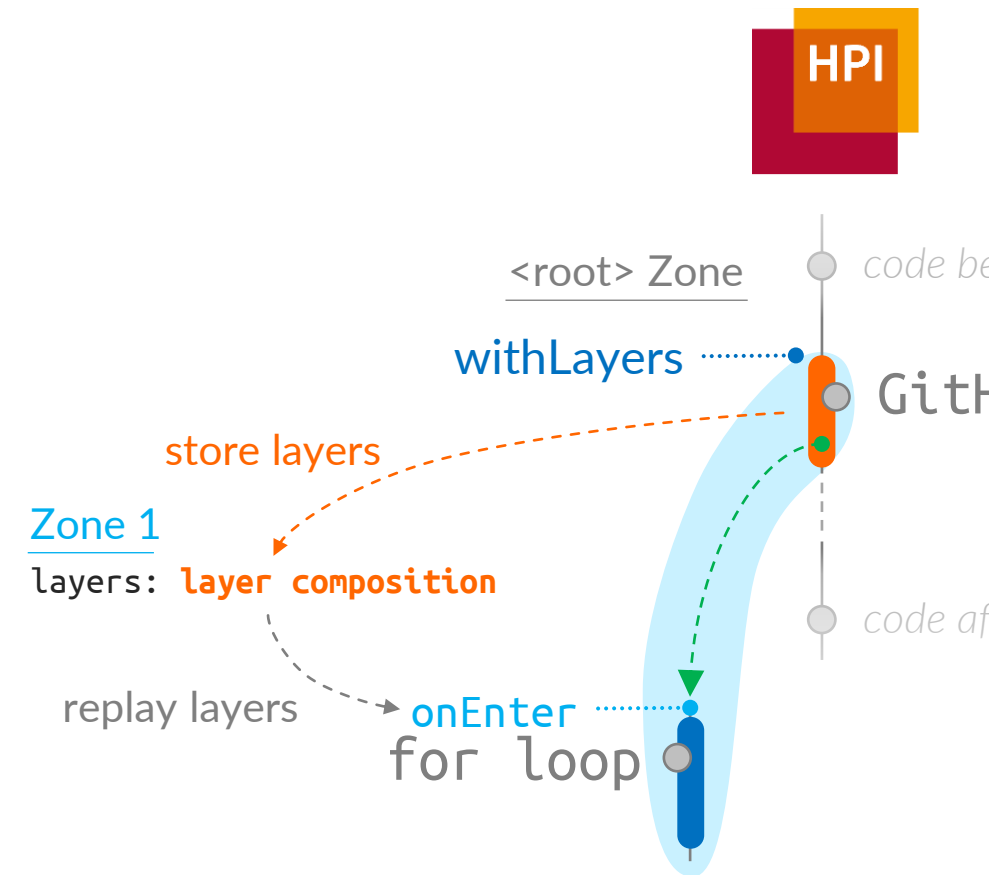 HPI
<root> Zone
code be
withLayers
GitH
store layers
Zone 1
layers: layer composition
code af
replay layers
onEnter
for loop